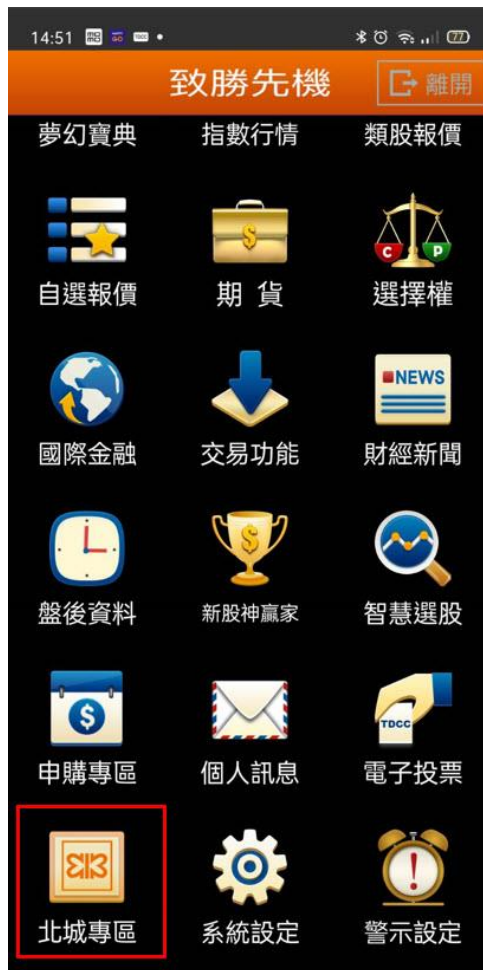 14:51
77
致勝先機
離開
夢幻寶典 指數行情 類股報價
$
C P
自選報價 期 貨 選擇權
NEWS
國際金融 交易功能 財經新聞
$
盤後資料 新股神贏家 智慧選股
$
TDCC
申購專區 個人訊息 電子投票
!
北城專區 系統設定 警示設定